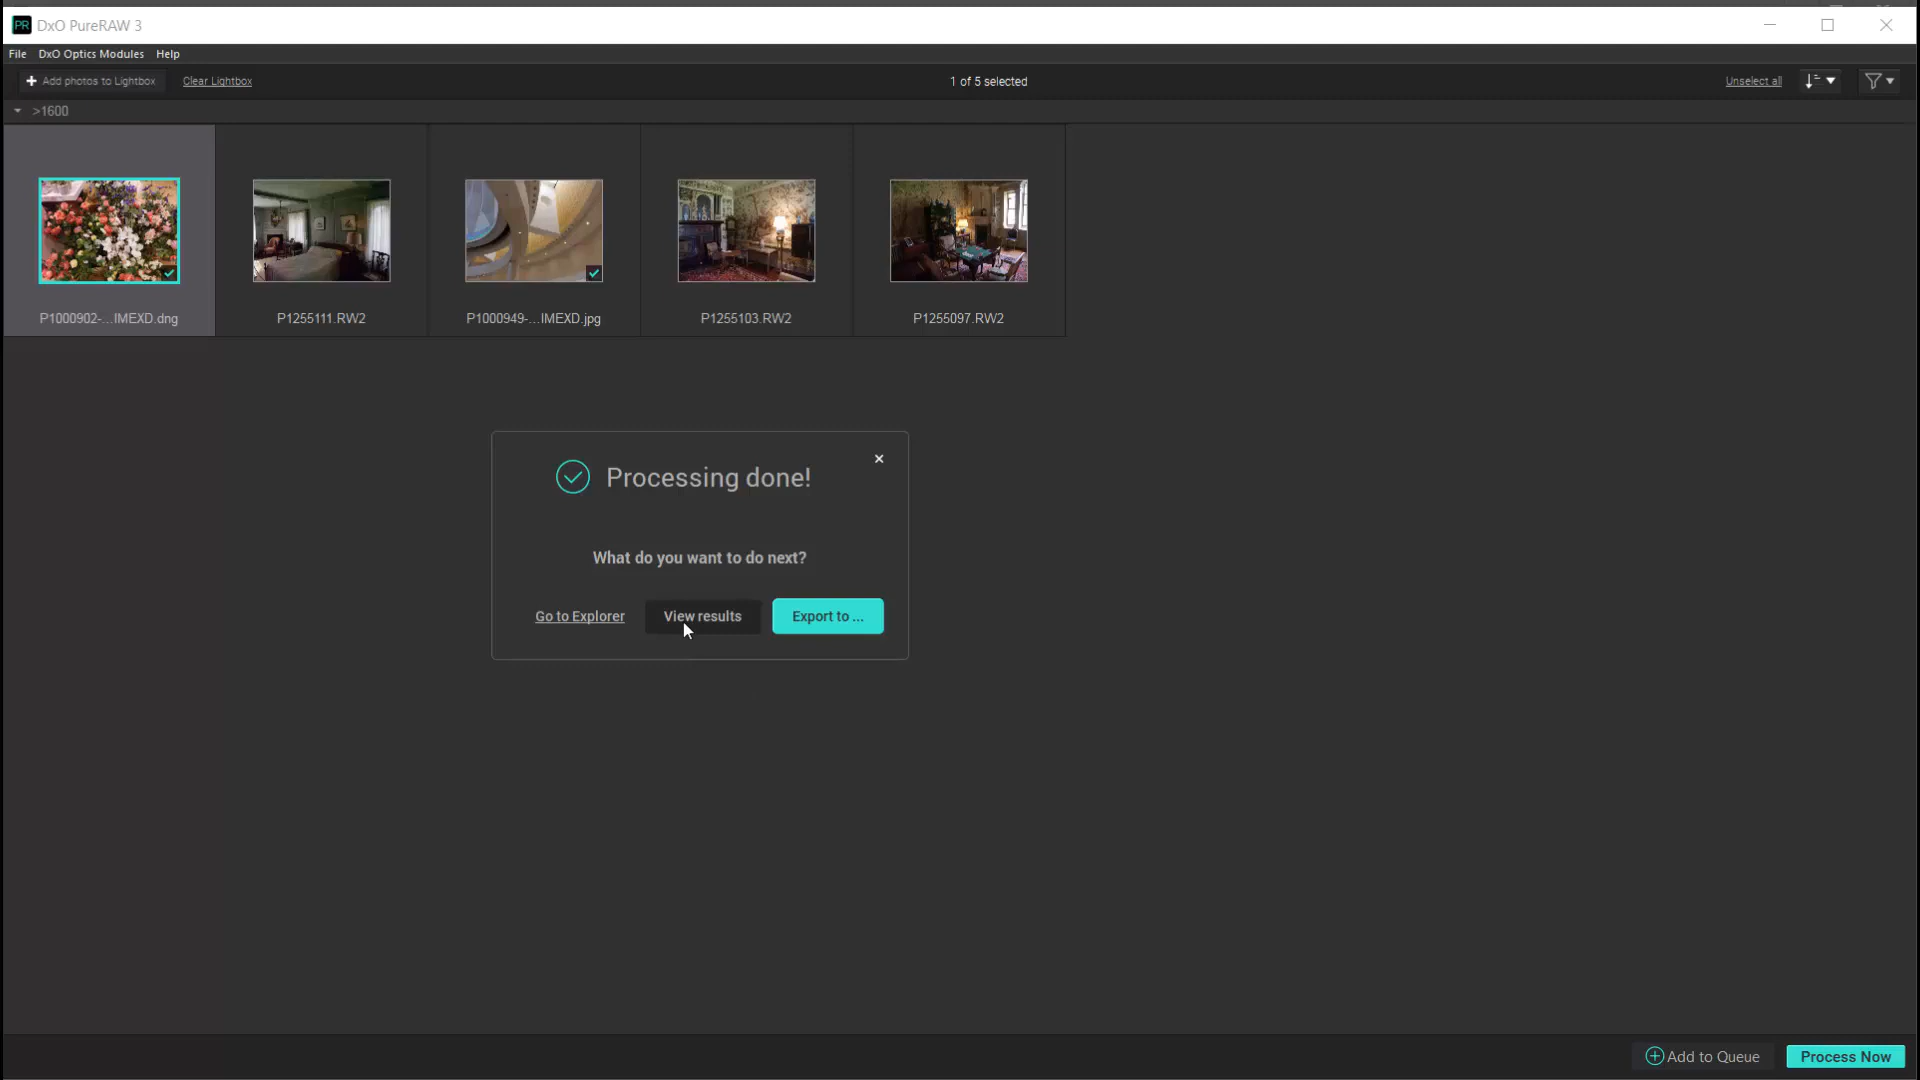 PR DxO PureRAW 3
File DxO Optics Modules Help
Add photos to Lightbox Clear Lightbox 1 of 5 selected Unselect all
>1600
P1000902-...IMEXD.dng P1255111.RW2 P1000949-...IMEXD.jpg P1255103.RW2 P1255097.RW2
Processing done!
What do you want to do next?
Go to Explorer View results Export to ...
Add to Queue Process Now